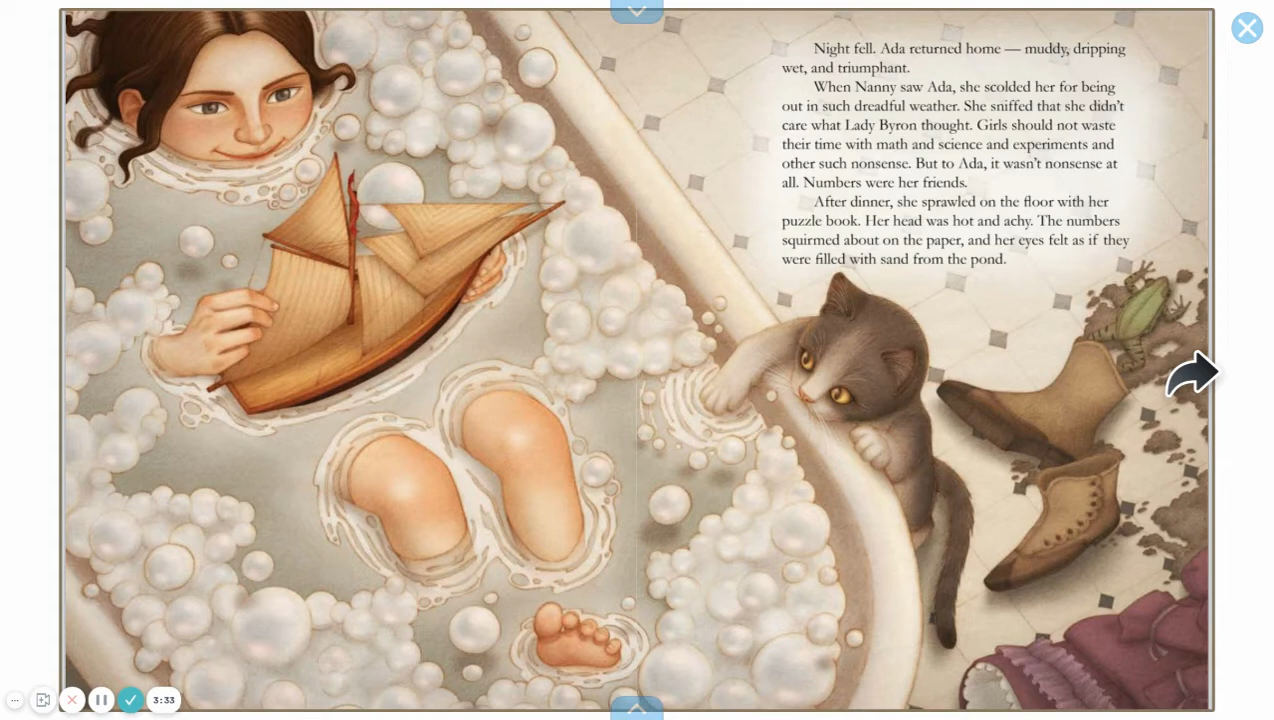 Night fell. Ada returned home — muddy, dripping
wet, and triumphant.
When Nanny saw Ada, she scolded her for being
out in such dreadful weather. She sniffed that she didn’t
care what Lady Byron thought. Girls should not waste
their time with math and science and experiments and
other such nonsense. But to Ada, it wasn’t nonsense at
all. Numbers were her friends.
After dinner, she sprawled on the floor with her
puzzle book. Her head was hot and achy. The numbers
squirmed about on the paper, and her eyes felt as if they
were filled with sand from the pond.
3:33